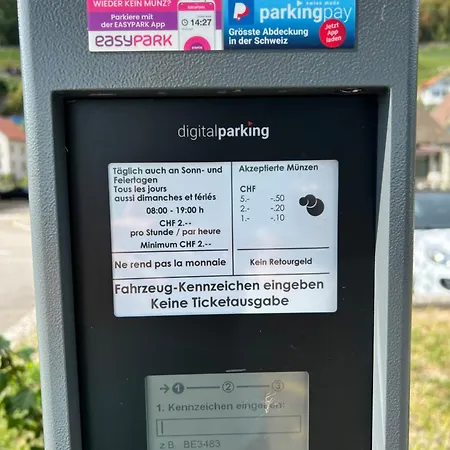 WIEDER KEIN MÜNZ?
Parkiere mit der
EASYPARK App
easypark
14:27
parkingpay
SWISS MADE
Grösste Abdeckung
in der Schweiz
Jetzt
App
laden
digitalparking
Täglich auch an Sonn- und
Feiertagen
Tous les jours
aussi dimanches et fériés
08:00 - 19:00 h
CHF 2.--
pro Stunde / par heure
Minimum CHF 2.--
Akzeptierte Münzen
CHF
5.- -.50
2.- -.20
1.- -.10
Ne rend pas la monnaie
Kein Retourgeld
Fahrzeug-Kennzeichen eingeben
Keine Ticketausgabe
1 2 3
1. Kennzeichen eingeben:
z.B. BE3483